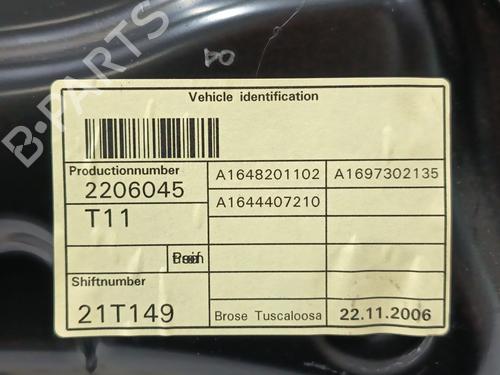 B-PARTS
Vehicle identification
Productionnumber
2206045
A1648201102
A1697302135
T11
A1644407210
Shiftnumber
21T149
Brose Tuscaloosa
22.11.2006